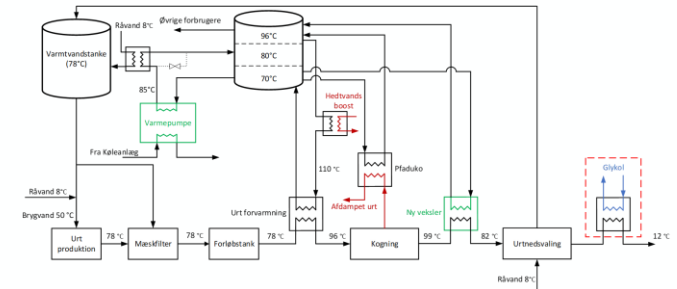 Råvand 8°C
Øvrige forbrugere
Varmtvandstanke
(78°C)
96°C
80°C
70°C
85°C
Hedtvands
boost
Varmepumpe
Fra Køleanlæg
110 °C
Pfaduko
Glykol
Råvand 8°C
Urt forvarmning
Afdampet urt
Ny veksler
Brygvand 50 °C
Urt
produktion
78 °C
Mæskfilter
78 °C
Forløbstank
78 °C
96 °C
Kogning
99 °C
82 °C
Urtnedsvaling
12 °C
Råvand 8°C